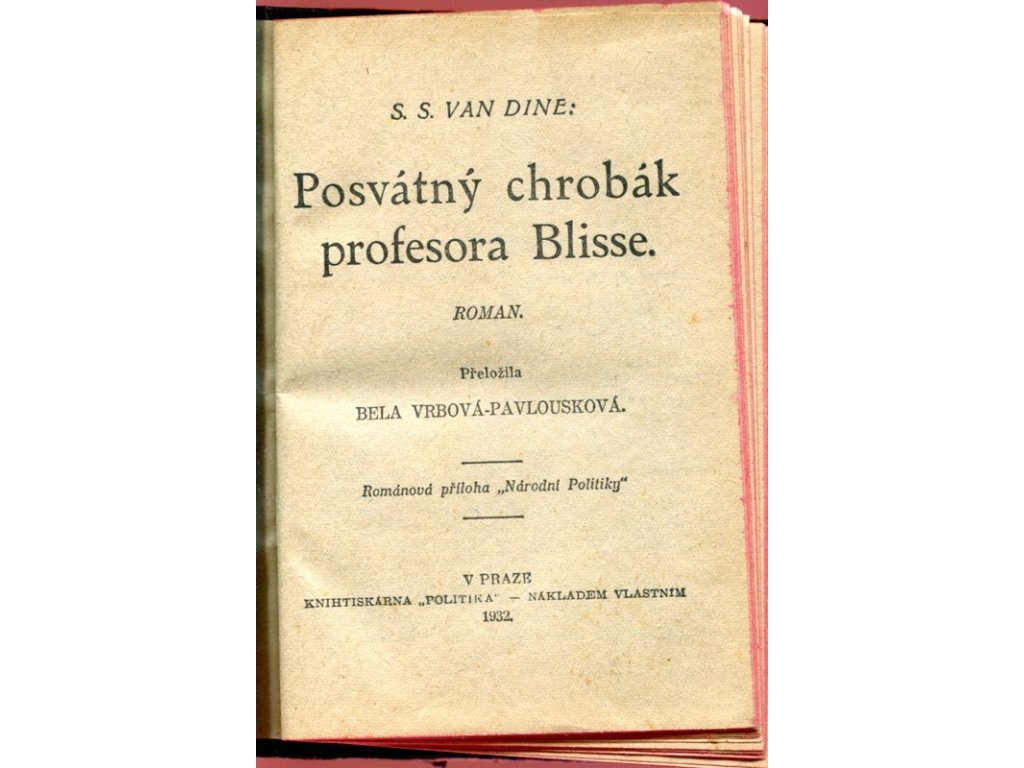 S. S. VAN DINE:
Posvátný chrobák
profesora Blisse.
ROMAN.
Přeložila
BELA VRBOVÁ-PAVLOUSKOVÁ.
Románová příloha „Národní Politiky“
V PRAZE
KNIHTISKÁRNA „POLITIKA“ — NÁKLADEM VLASTNÍM
1932.